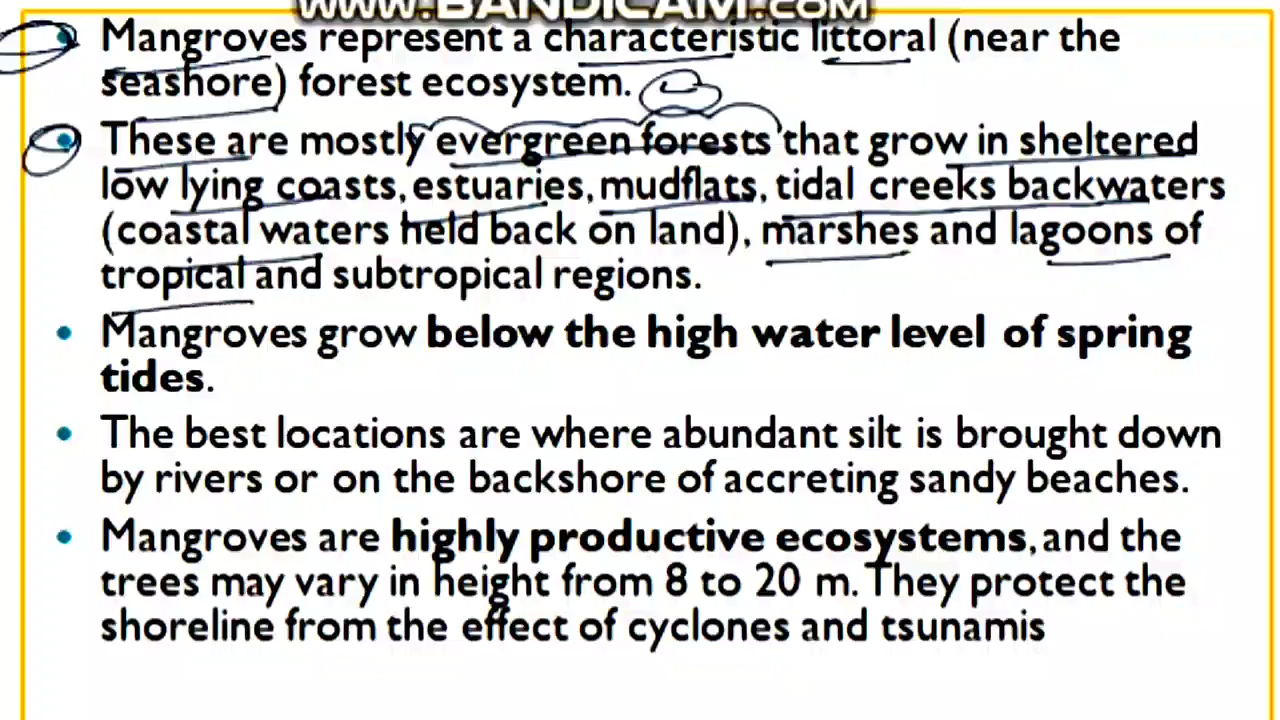 www.BANDICAM.com
Mangroves represent a characteristic littoral (near the
seashore) forest ecosystem.
These are mostly evergreen forests that grow in sheltered
low lying coasts, estuaries, mudflats, tidal creeks backwaters
(coastal waters held back on land), marshes and lagoons of
tropical and subtropical regions.
Mangroves grow below the high water level of spring
tides.
The best locations are where abundant silt is brought down
by rivers or on the backshore of accreting sandy beaches.
Mangroves are highly productive ecosystems, and the
trees may vary in height from 8 to 20 m. They protect the
shoreline from the effect of cyclones and tsunamis